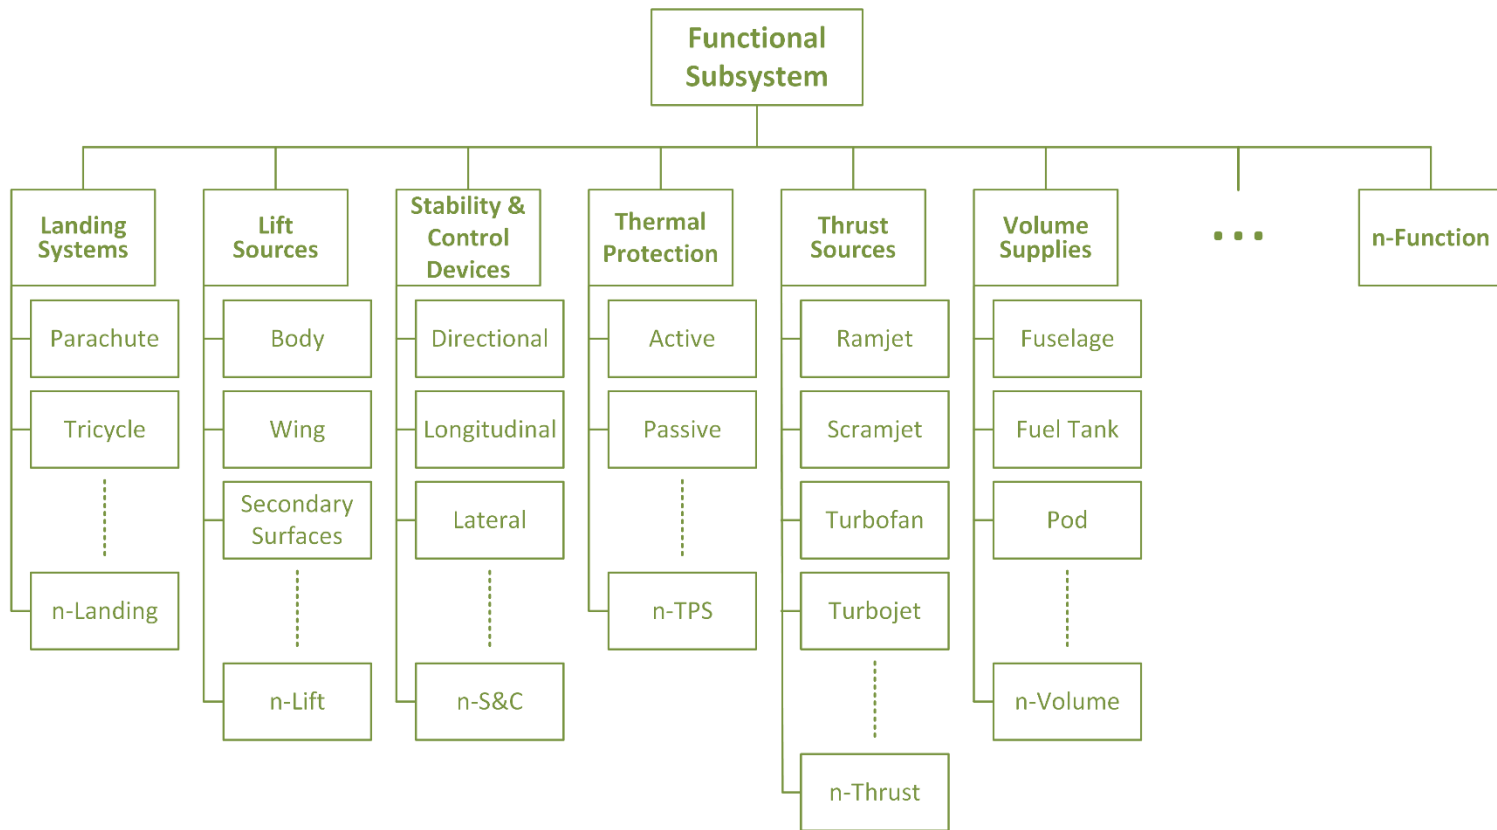 Functional
Subsystem
Landing
Systems
Parachute
Tricycle
n-Landing
Lift
Sources
Body
Wing
Secondary
Surfaces
n-Lift
Stability &
Control
Devices
Directional
Longitudinal
Lateral
n-S&C
Thermal
Protection
Active
Passive
n-TPS
Thrust
Sources
Ramjet
Scramjet
Turbofan
Turbojet
n-Thrust
Volume
Supplies
Fuselage
Fuel Tank
Pod
n-Volume
...
n-Function